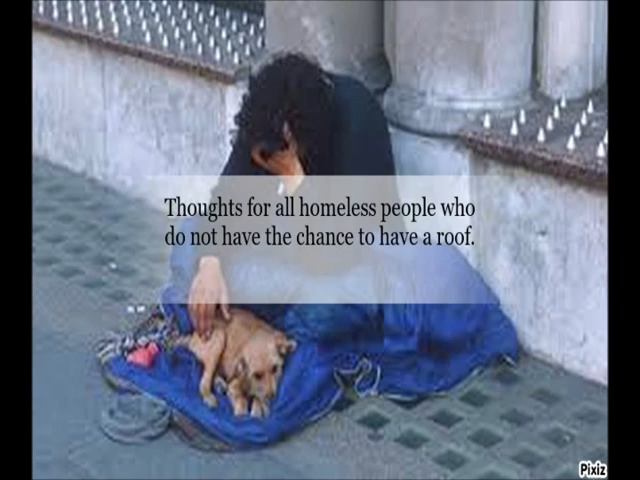 Thoughts for all homeless people who
do not have the chance to have a roof.
Pixiz